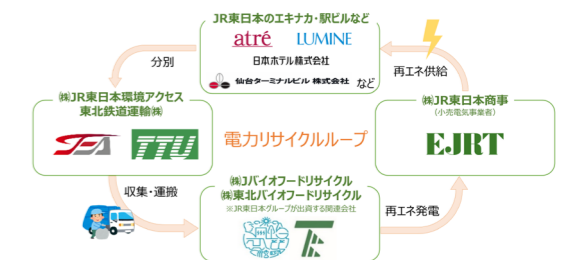 JR東日本のエキナカ・駅ビルなど
atré LUMINE
日本ホテル株式会社
仙台ターミナルビル 株式会社 など
分別
再エネ供給
㈱JR東日本環境アクセス
東北鉄道運輸㈱
JEA TTU
電力リサイクルループ
㈱JR東日本商事
(小売電気事業者)
EJRT
収集・運搬
㈱Jバイオフードリサイクル
㈱東北バイオフードリサイクル
※JR東日本グループが出資する関連会社
再エネ発電